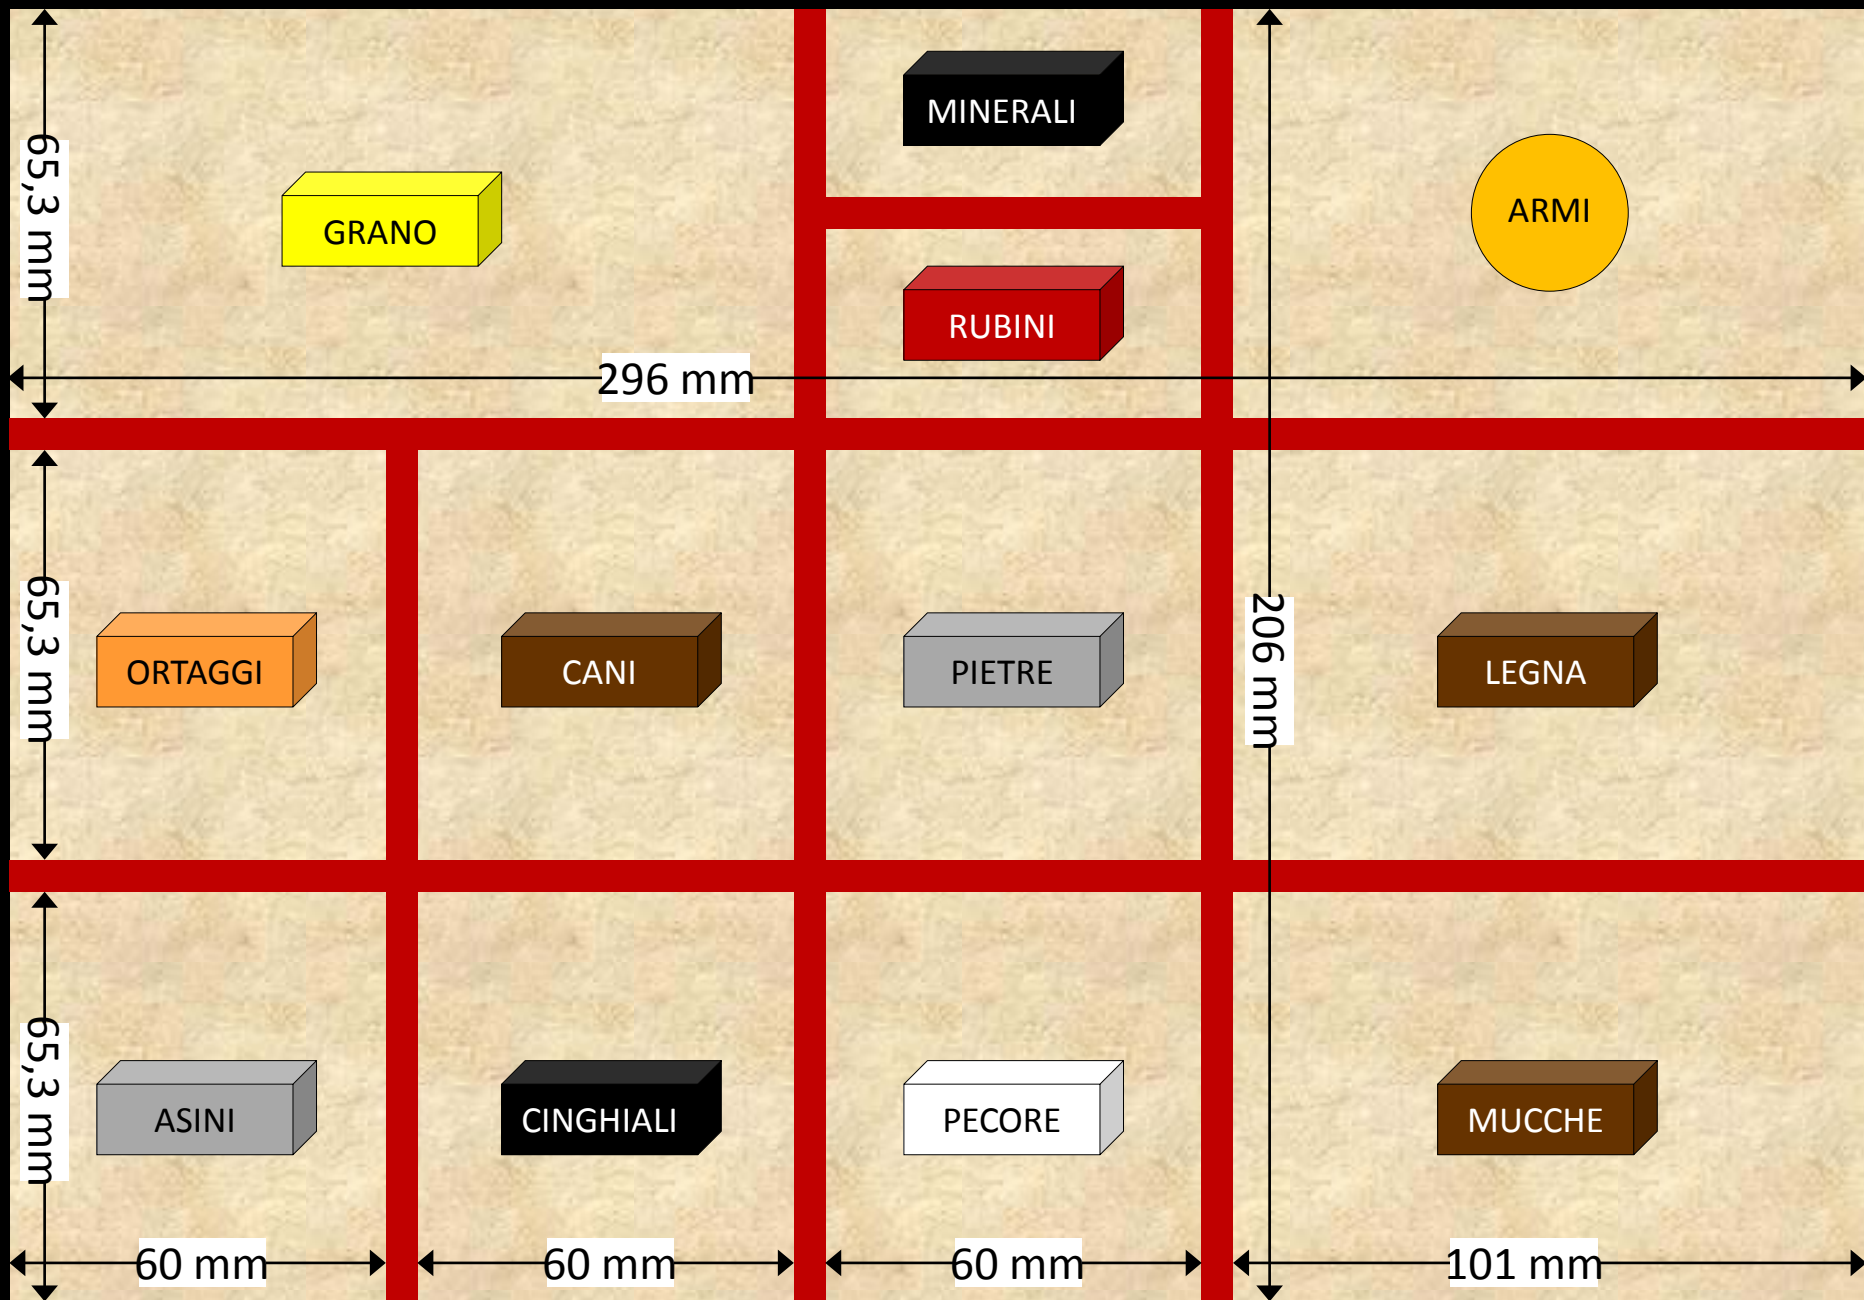 MINERALI
65,3 mm
GRANO
ARMI
RUBINI
296 mm
65,3 mm
ORTAGGI
CANI
PIETRE
206 mm
LEGNA
65,3 mm
ASINI
CINGHIALI
PECORE
MUCCHE
60 mm
60 mm
60 mm
101 mm